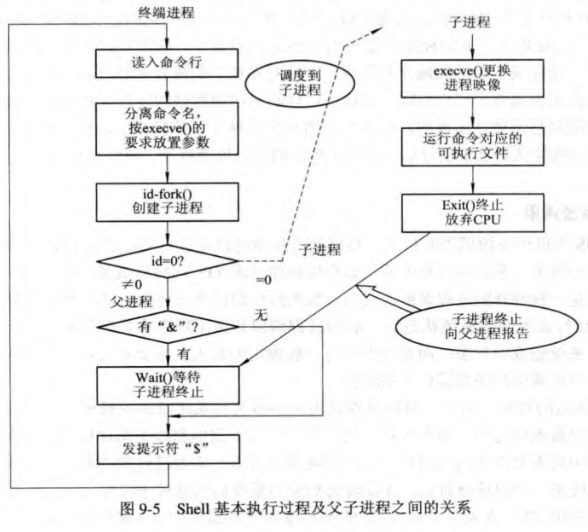 终端进程
读入命令行
分离命令名,
按execve()的
要求放置参数
id-fork()
创建子进程
id=0?
≠0
父进程
有“&”?
有
无
Wait()等待
子进程终止
发提示符“$”
调度到
子进程
子进程
=0
子进程
execve()更换
进程映像
运行命令对应的
可执行文件
Exit()终止
放弃CPU
子进程终止
向父进程报告
图 9-5 Shell 基本执行过程及父子进程之间的关系